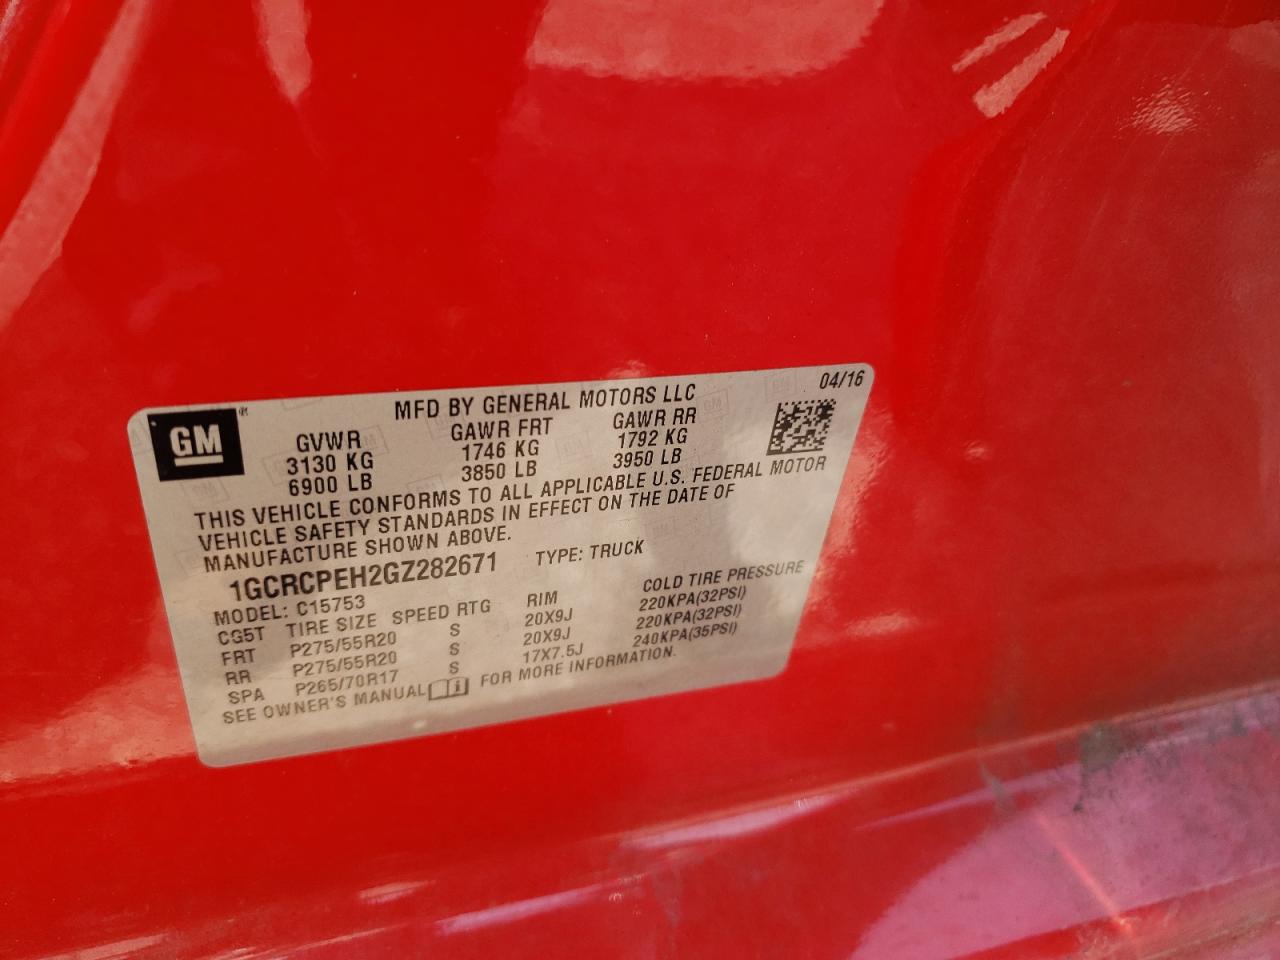 GM ®
MFD BY GENERAL MOTORS LLC 04/16
GVWR GAWR FRT GAWR RR
3130 KG 1746 KG 1792 KG
6900 LB 3850 LB 3950 LB
THIS VEHICLE CONFORMS TO ALL APPLICABLE U.S. FEDERAL MOTOR
VEHICLE SAFETY STANDARDS IN EFFECT ON THE DATE OF
MANUFACTURE SHOWN ABOVE.
1GCRCPEH2GZ282671 TYPE: TRUCK
MODEL: C15753
CG5T TIRE SIZE SPEED RTG RIM COLD TIRE PRESSURE
FRT P275/55R20 S 20X9J 220KPA(32PSI)
RR P275/55R20 S 20X9J 220KPA(32PSI)
SPA P265/70R17 S 17X7.5J 240KPA(35PSI)
SEE OWNER'S MANUAL FOR MORE INFORMATION.